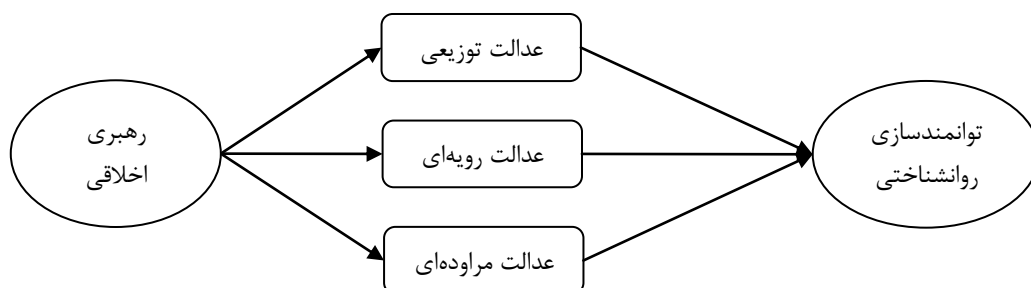 عدالت توزیعی
رهبری
اخلاقی
عدالت رویه‌ای
توانمندسازی
روانشناختی
عدالت مراوده‌ای